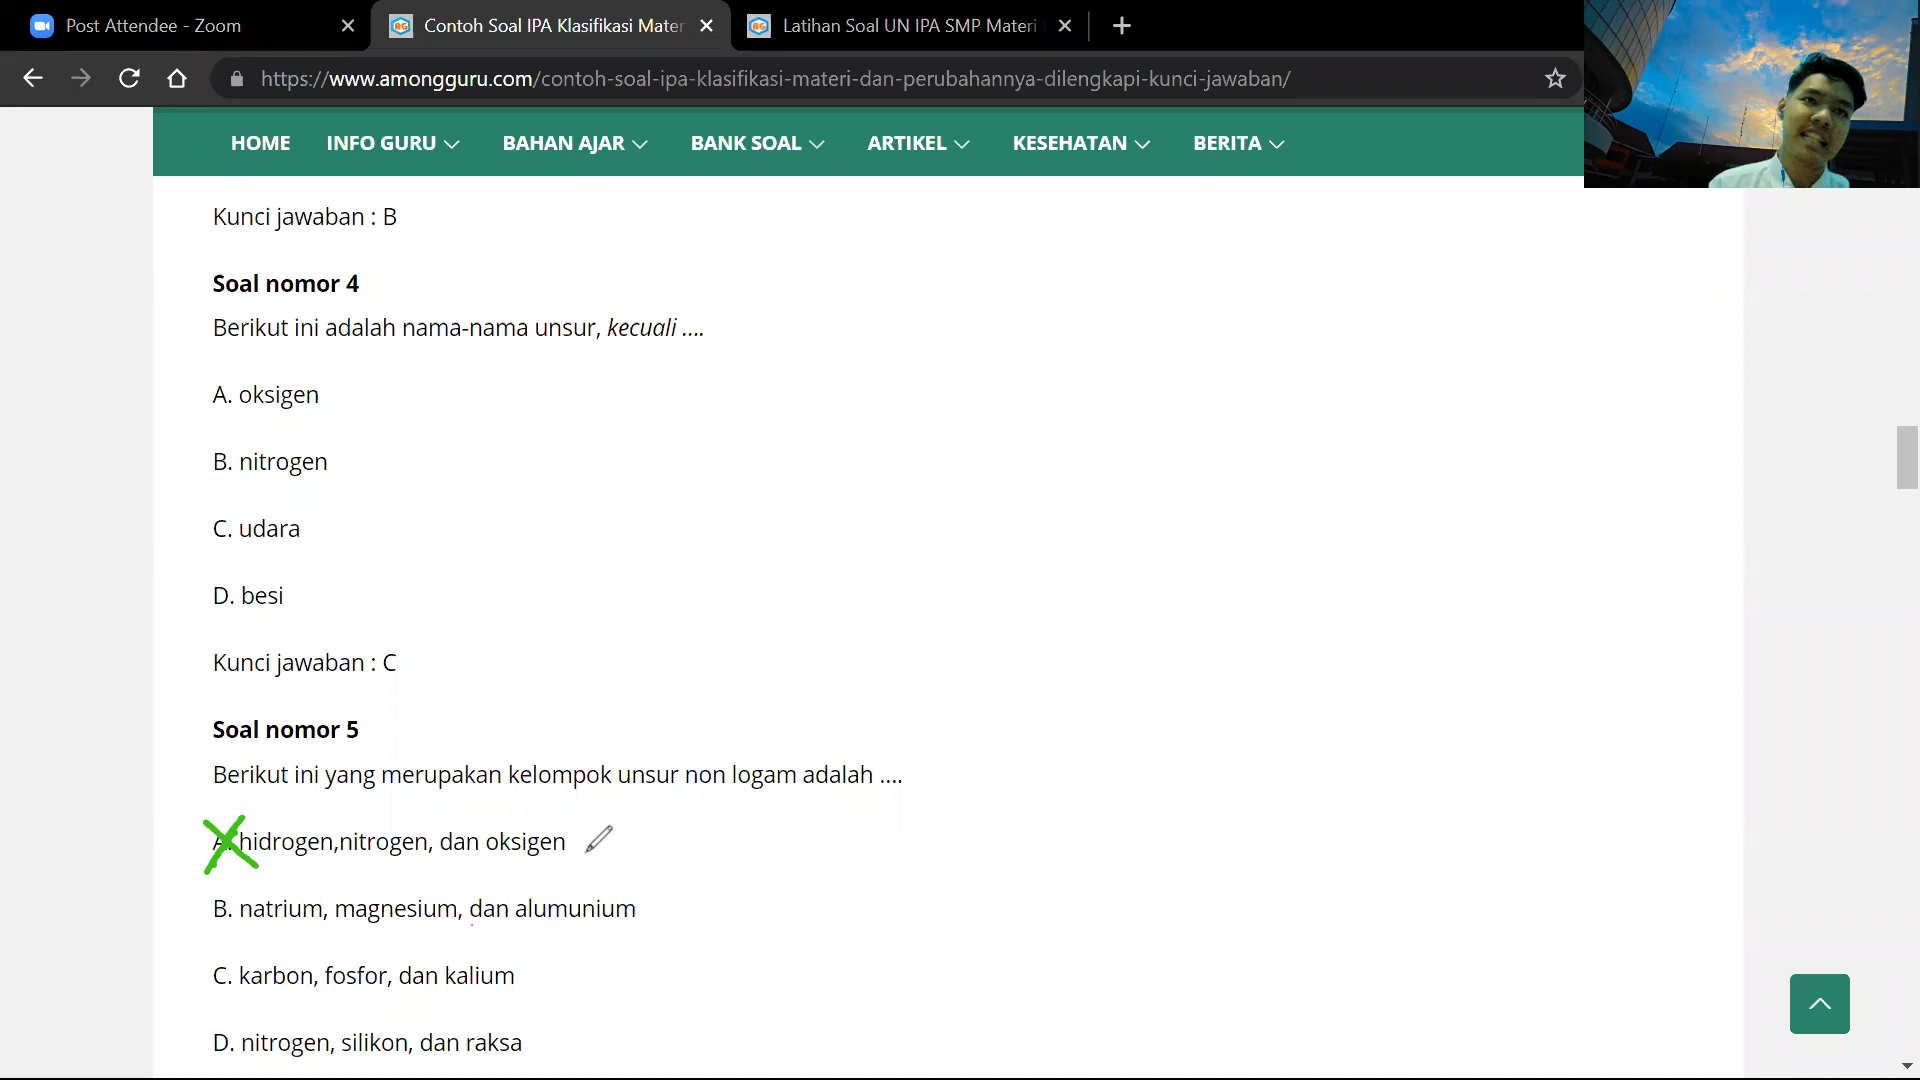 Post Attendee - Zoom
Contoh Soal IPA Klasifikasi Mater
Latihan Soal UN IPA SMP Materi
https://www.amongguru.com/contoh-soal-ipa-klasifikasi-materi-dan-perubahannya-dilengkapi-kunci-jawaban/
HOME INFO GURU BAHAN AJAR BANK SOAL ARTIKEL KESEHATAN BERITA
Kunci jawaban : B
Soal nomor 4
Berikut ini adalah nama-nama unsur, kecuali ....
A. oksigen
B. nitrogen
C. udara
D. besi
Kunci jawaban : C
Soal nomor 5
Berikut ini yang merupakan kelompok unsur non logam adalah ....
A. hidrogen,nitrogen, dan oksigen
B. natrium, magnesium, dan alumunium
C. karbon, fosfor, dan kalium
D. nitrogen, silikon, dan raksa